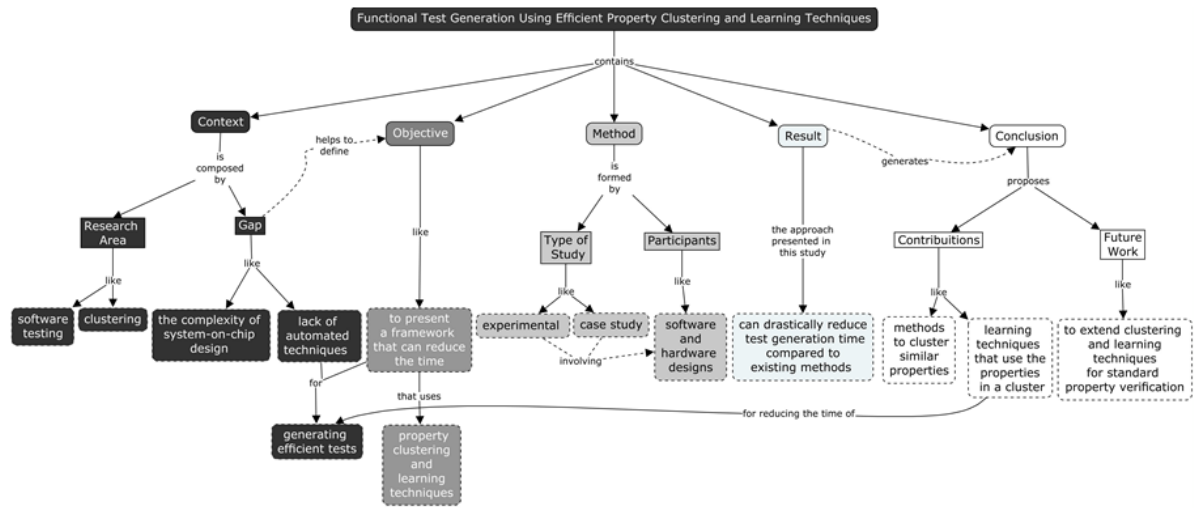 Functional Test Generation Using Efficient Property Clustering and Learning Techniques
contains
Context
Objective
Method
Result
Conclusion
helps to
define
is
composed
by
is
formed
by
generates
proposes
Research
Area
Gap
like
Type of
Study
Participants
the approach
presented in
this study
Contribuitions
Future
Work
like
like
like
like
like
like
software
testing
clustering
the complexity of
system-on-chip
design
lack of
automated
techniques
to present
a framework
that can reduce
the time
experimental
case study
involving
software
and
hardware
designs
can drastically reduce
test generation time
compared to
existing methods
methods
to cluster
similar
properties
learning
techniques
that use the
properties
in a cluster
to extend clustering
and learning
techniques
for standard
property verification
for
that uses
for reducing the time of
generating
efficient tests
property
clustering
and
learning
techniques